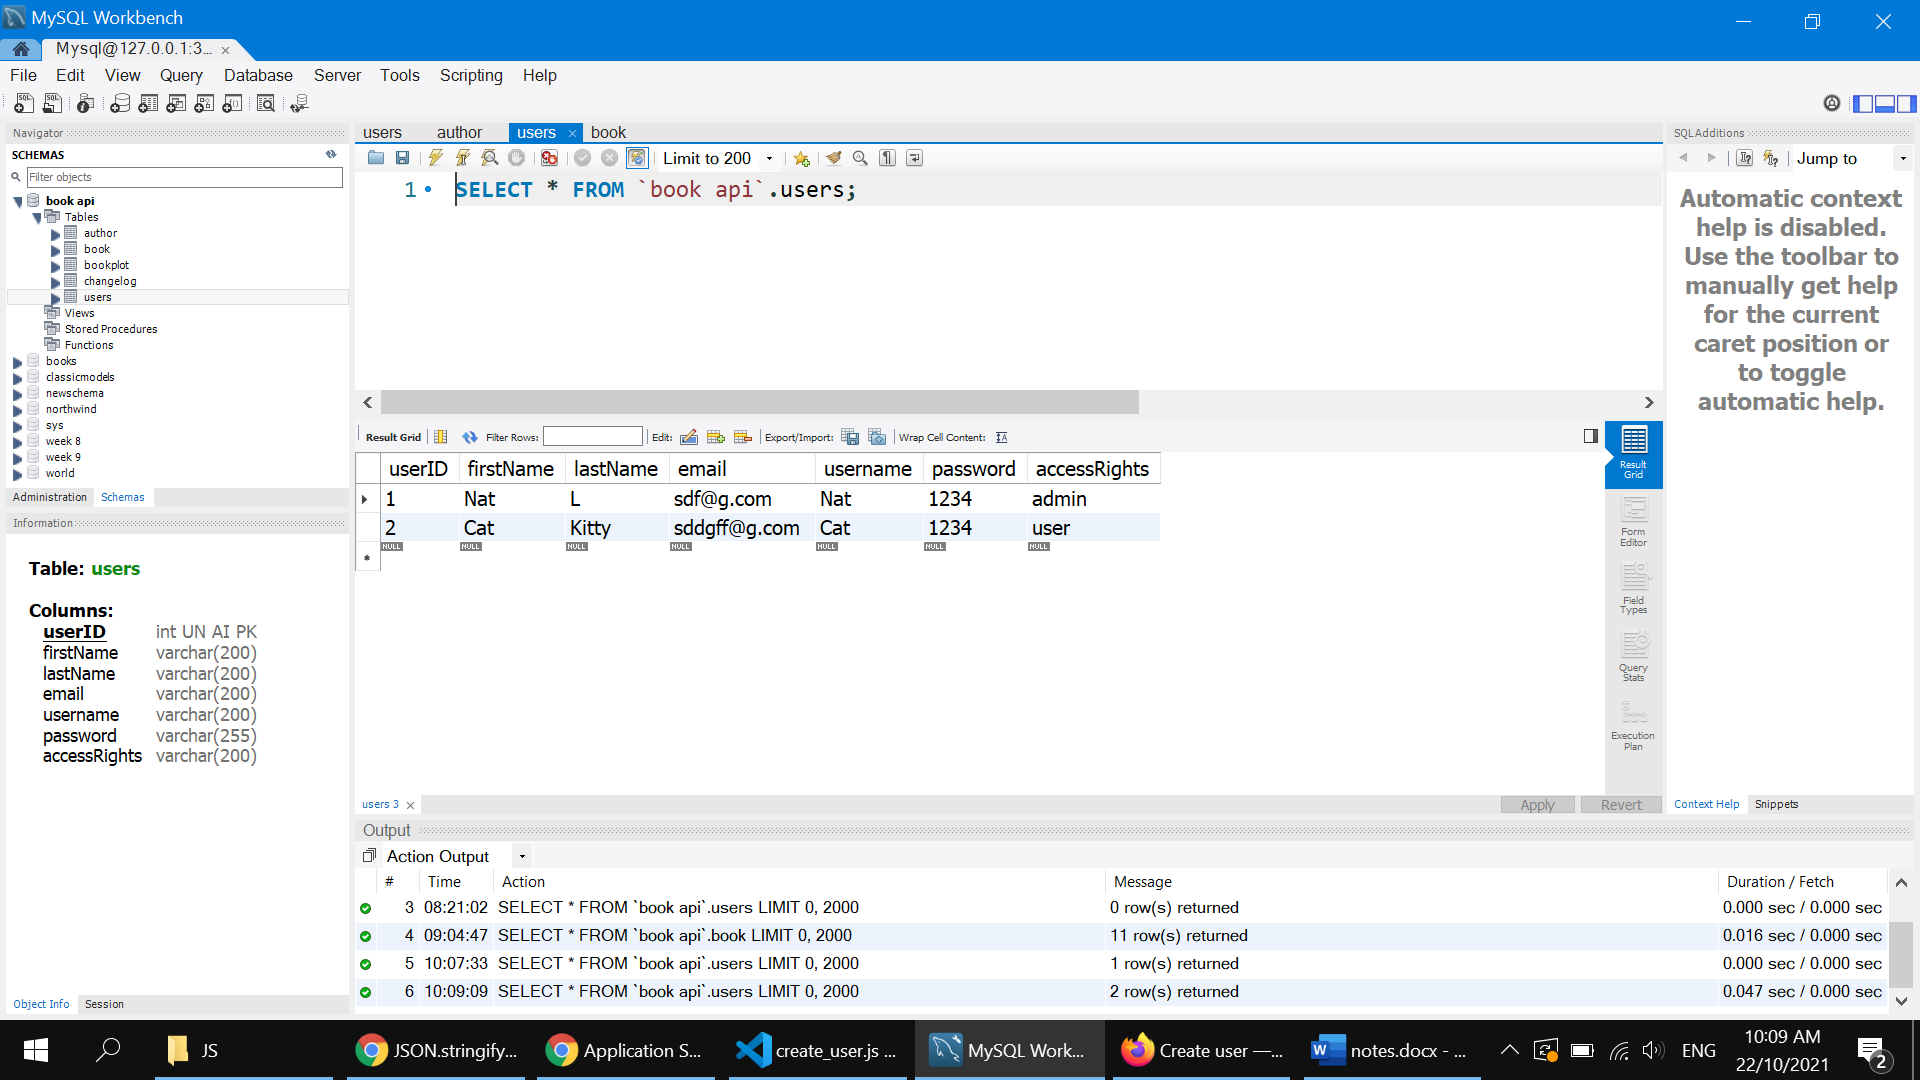 MySQL Workbench
Mysql@127.0.0.1:3... ×
File Edit View Query Database Server Tools Scripting Help
Navigator
SCHEMAS
Filter objects
book api
Tables
author
book
bookplot
changelog
users
Views
Stored Procedures
Functions
books
classicmodels
newschema
northwind
sys
week 8
week 9
world
Administration Schemas
Information
Table: users
Columns:
userID int UN AI PK
firstName varchar(200)
lastName varchar(200)
email varchar(200)
username varchar(200)
password varchar(255)
accessRights varchar(200)
Object Info Session
users author users × book
Limit to 200
1 SELECT * FROM `book api`.users;
Result Grid Filter Rows: Edit: Export/Import: Wrap Cell Content:
userID firstName lastName email username password accessRights
1 Nat L sdf@g.com Nat 1234 admin
2 Cat Kitty sddgff@g.com Cat 1234 user
* NULL NULL NULL NULL NULL NULL NULL
Result
Grid
Form
Editor
Field
Types
Query
Stats
Execution
Plan
users 3 ×
Apply Revert
SQLAdditions
Jump to
Automatic context
help is disabled.
Use the toolbar to
manually get help
for the current
caret position or
to toggle
automatic help.
Context Help Snippets
Output
Action Output
# Time Action Message Duration / Fetch
3 08:21:02 SELECT * FROM `book api`.users LIMIT 0, 2000 0 row(s) returned 0.000 sec / 0.000 sec
4 09:04:47 SELECT * FROM `book api`.book LIMIT 0, 2000 11 row(s) returned 0.016 sec / 0.000 sec
5 10:07:33 SELECT * FROM `book api`.users LIMIT 0, 2000 1 row(s) returned 0.000 sec / 0.000 sec
6 10:09:09 SELECT * FROM `book api`.users LIMIT 0, 2000 2 row(s) returned 0.047 sec / 0.000 sec
JS JSON.stringify... Application S... create_user.js ... MySQL Work... Create user —... notes.docx - ... ENG 10:09 AM
22/10/2021 2